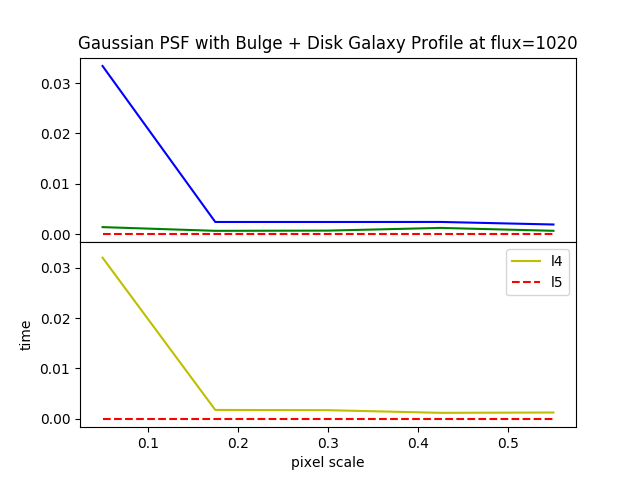 Gaussian PSF with Bulge + Disk Galaxy Profile at flux=1020
0.03
0.02
0.01
0.00
l4
l5
0.03
0.02
0.01
0.00
time
0.1 0.2 0.3 0.4 0.5
pixel scale